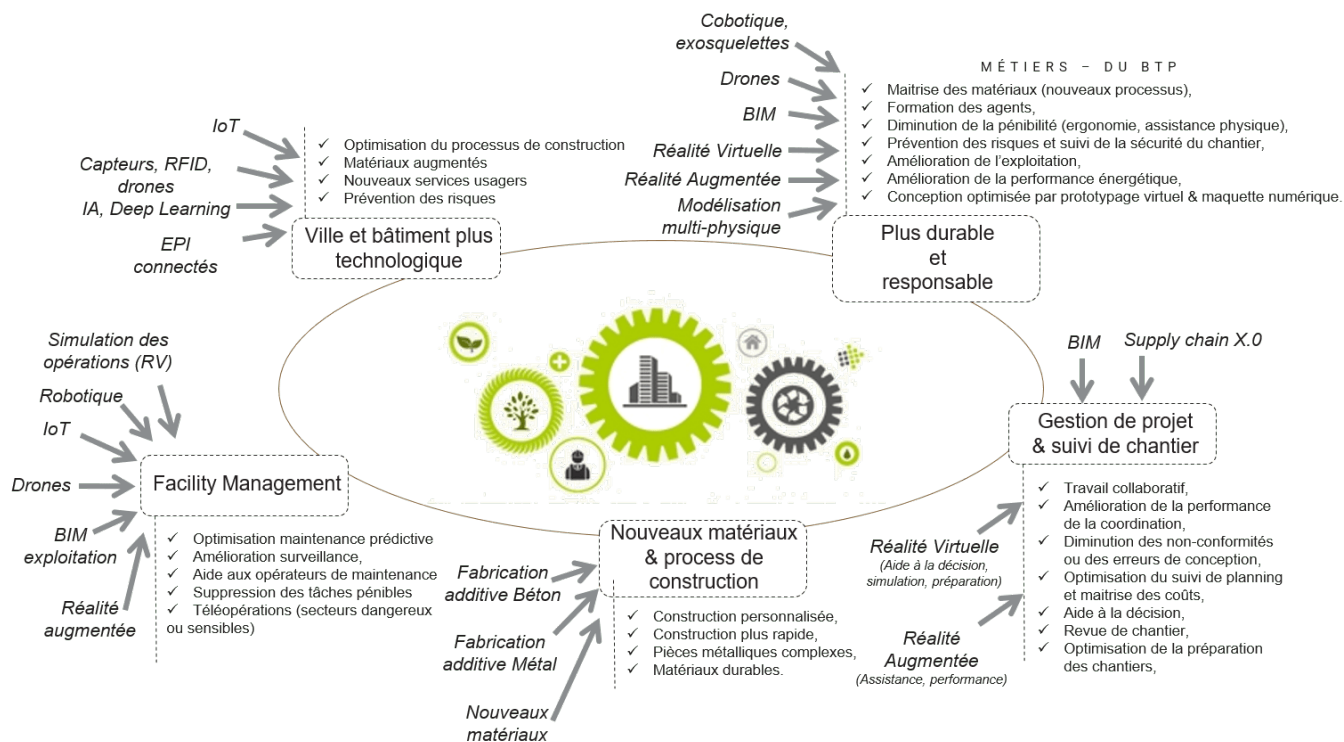 Cobotique,
exosquelettes
Drones
BIM
Réalité Virtuelle
Réalité Augmentée
Modélisation
multi-physique
MÉTIERS – DU BTP
✓ Maitrise des matériaux (nouveaux processus),
✓ Formation des agents,
✓ Diminution de la pénibilité (ergonomie, assistance physique),
✓ Prévention des risques et suivi de la sécurité du chantier,
✓ Amélioration de l'exploitation,
✓ Amélioration de la performance énergétique,
✓ Conception optimisée par prototypage virtuel & maquette numérique.
Plus durable
et
responsable
IoT
Capteurs, RFID,
drones
IA, Deep Learning
EPI
connectés
✓ Optimisation du processus de construction
✓ Matériaux augmentés
✓ Nouveaux services usagers
✓ Prévention des risques
Ville et bâtiment plus
technologique
Simulation des
opérations (RV)
Robotique
IoT
Drones
BIM
exploitation
Réalité
augmentée
Facility Management
✓ Optimisation maintenance prédictive
✓ Amélioration surveillance,
✓ Aide aux opérateurs de maintenance
✓ Suppression des tâches pénibles
✓ Téléopérations (secteurs dangereux
ou sensibles)
Nouveaux matériaux
& process de
construction
Fabrication
additive Béton
Fabrication
additive Métal
Nouveaux
matériaux
✓ Construction personnalisée,
✓ Construction plus rapide,
✓ Pièces métalliques complexes,
✓ Matériaux durables.
BIM
Supply chain X.0
Gestion de projet
& suivi de chantier
Réalité Virtuelle
(Aide à la décision,
simulation, préparation)
Réalité
Augmentée
(Assistance, performance)
✓ Travail collaboratif,
✓ Amélioration de la performance
de la coordination,
✓ Diminution des non-conformités
ou des erreurs de conception,
✓ Optimisation du suivi de planning
et maitrise des coûts,
✓ Aide à la décision,
✓ Revue de chantier,
✓ Optimisation de la préparation
des chantiers,